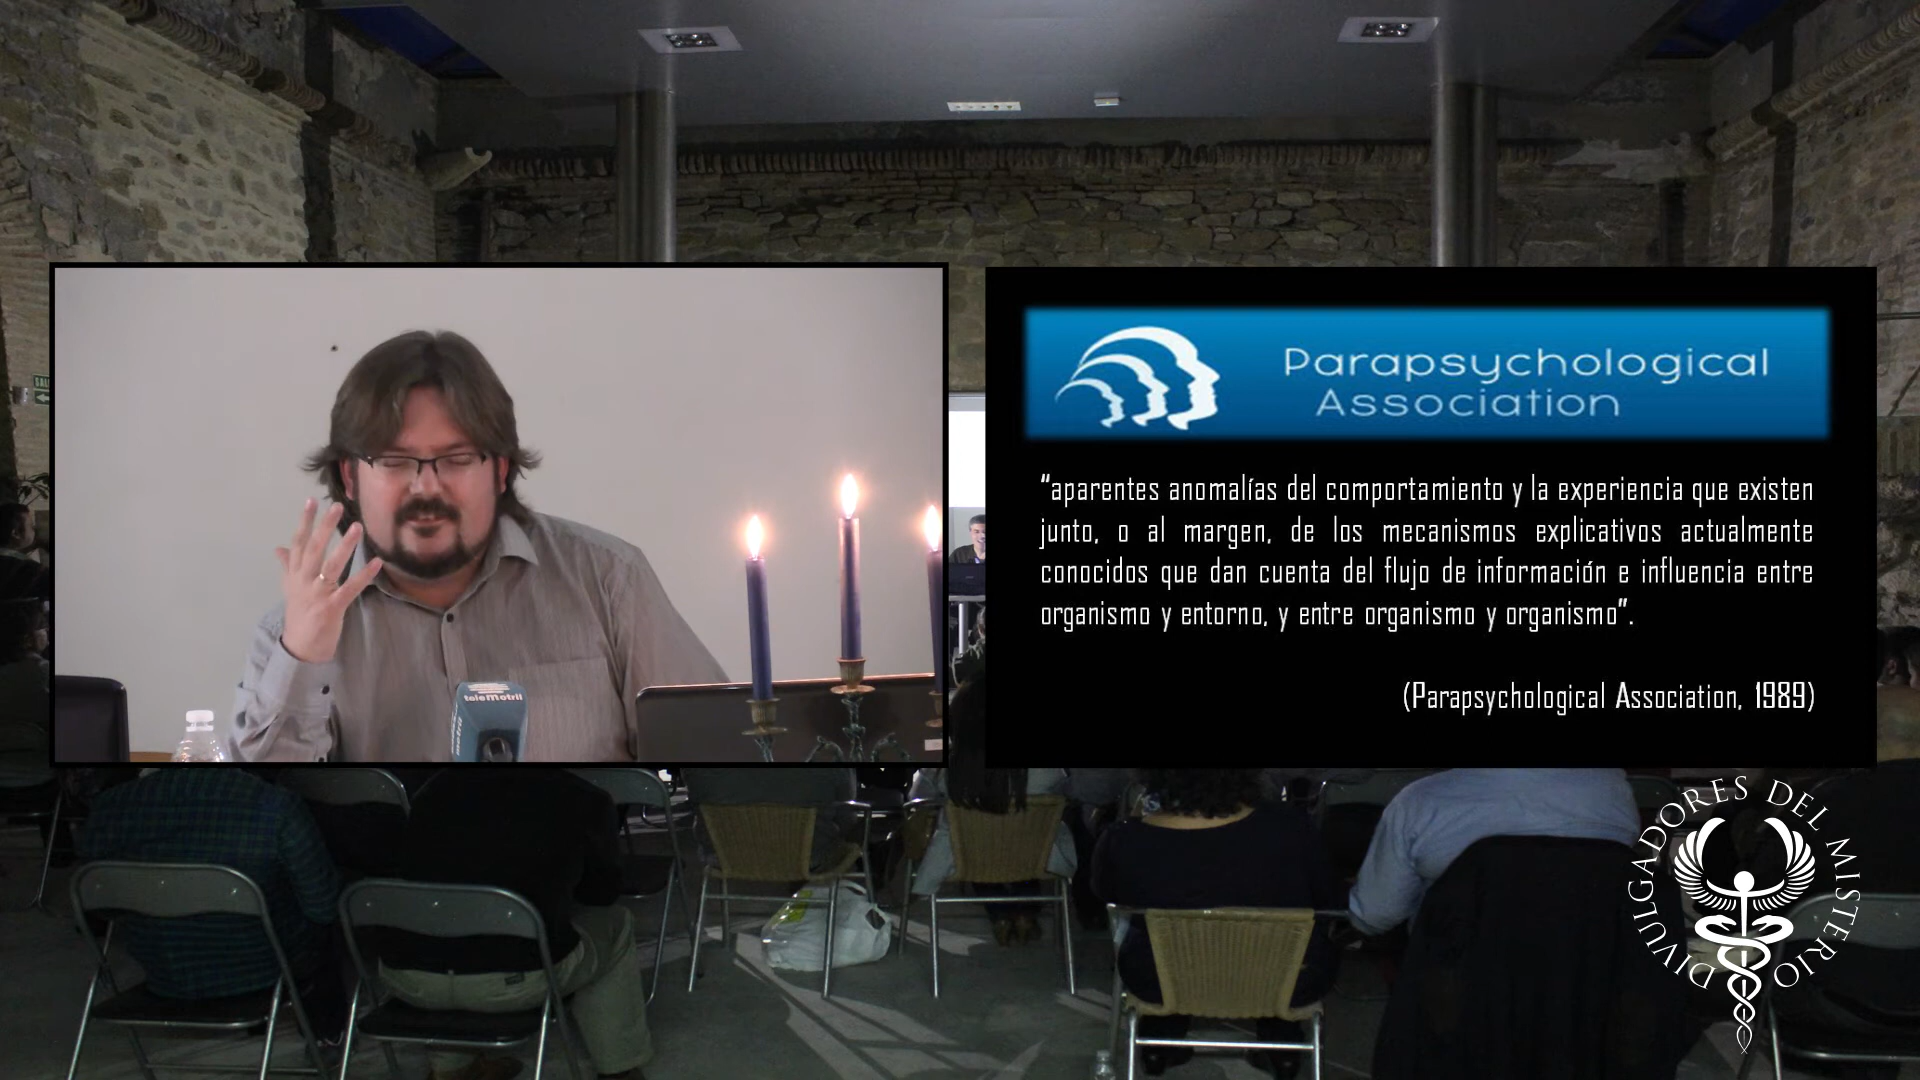 Parapsychological
Association
"aparentes anomalías del comportamiento y la experiencia que existen
junto, o al margen, de los mecanismos explicativos actualmente
conocidos que dan cuenta del flujo de información e influencia entre
organismo y entorno, y entre organismo y organismo".
(Parapsychological Association, 1989)
teleMotril
DIVULGADORES DEL MISTERIO